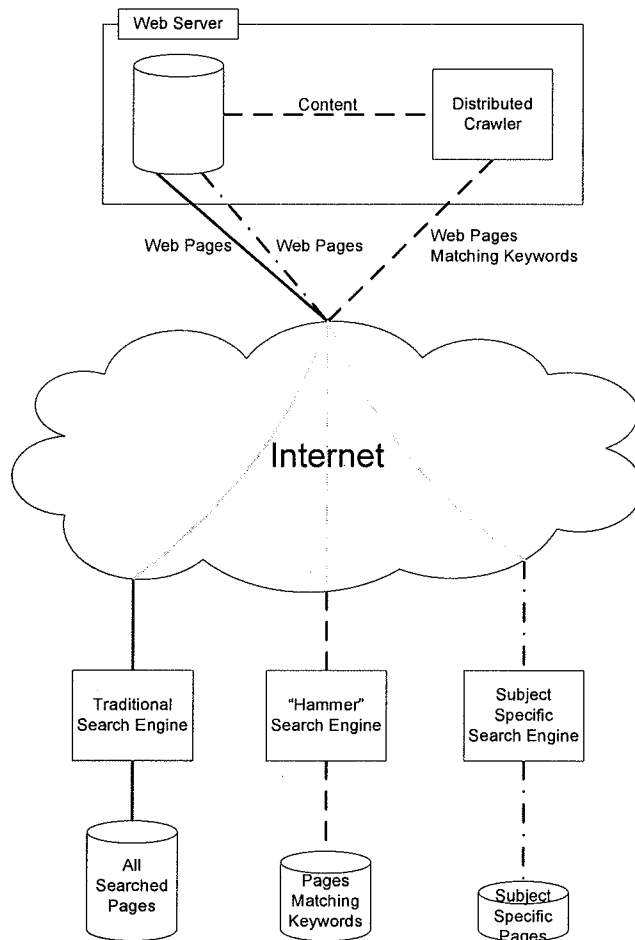 Web Server
Content
Distributed
Crawler
Web Pages
Web Pages
Web Pages
Matching Keywords
Internet
Traditional
Search Engine
“Hammer”
Search Engine
Subject
Specific
Search Engine
All
Searched
Pages
Pages
Matching
Keywords
Subject
Specific
Pages